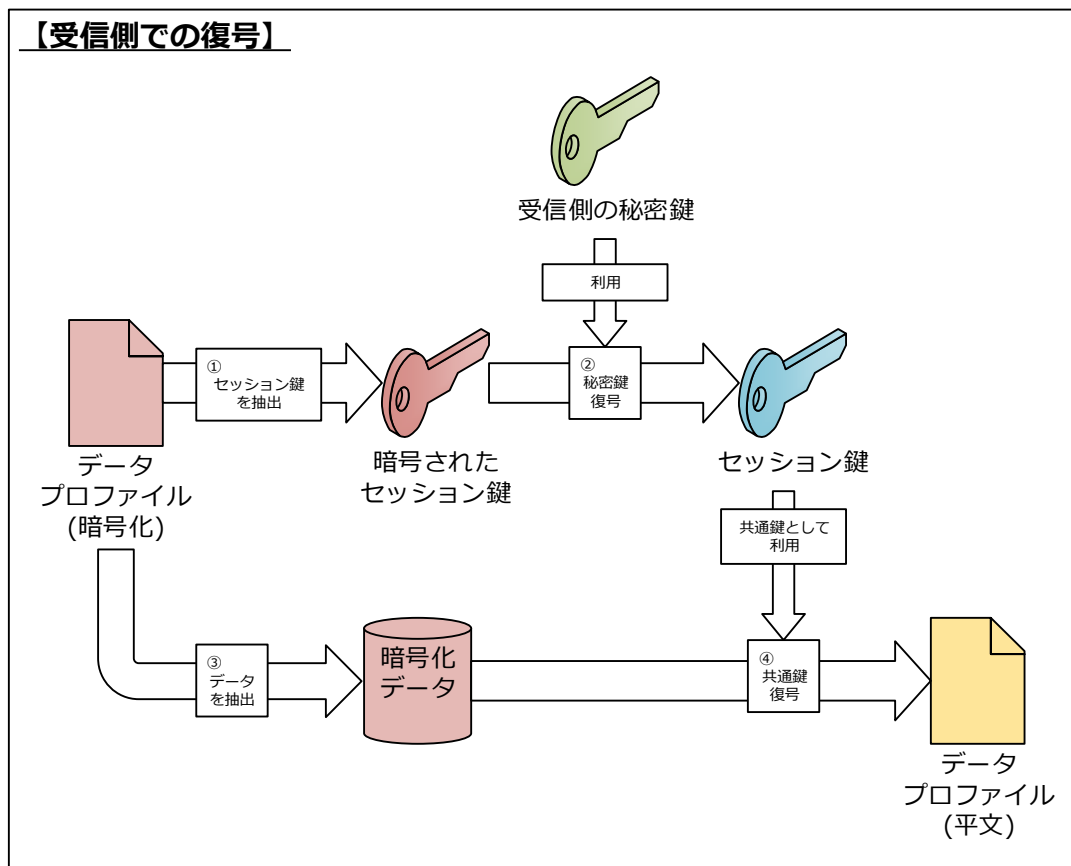 【受信側での復号】
受信側の秘密鍵
利用
①
セッション鍵
を抽出
②
秘密鍵
復号
データ
プロファイル
(暗号化)
暗号された
セッション鍵
セッション鍵
共通鍵として
利用
③
データ
を抽出
暗号化
データ
④
共通鍵
復号
データ
プロファイル
(平文)